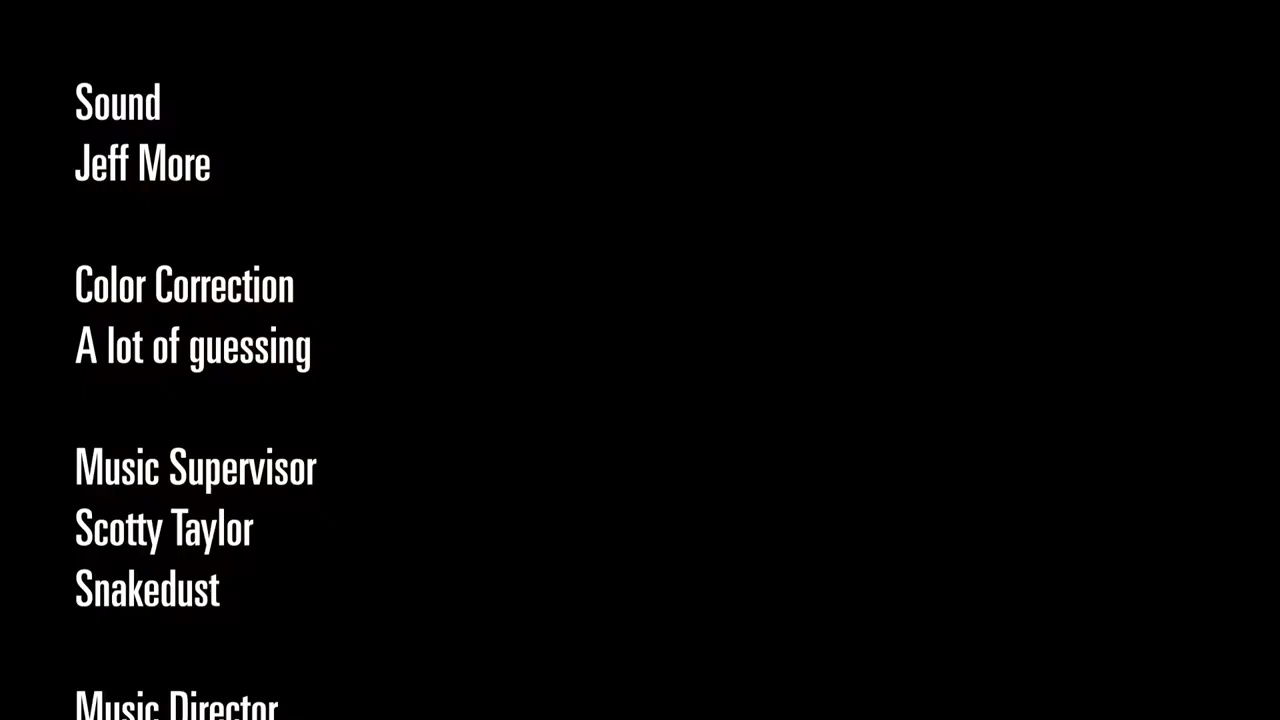 Sound
Jeff More
Color Correction
A lot of guessing
Music Supervisor
Scotty Taylor
Snakedust
Music Director